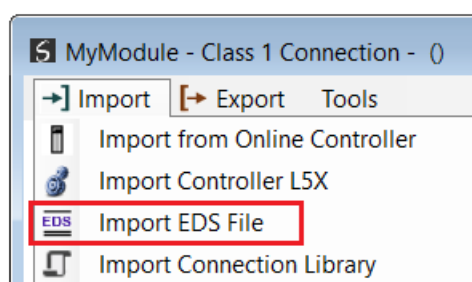 MyModule - Class 1 Connection - ()
Import Export Tools
Import from Online Controller
Import Controller L5X
EDS Import EDS File
Import Connection Library